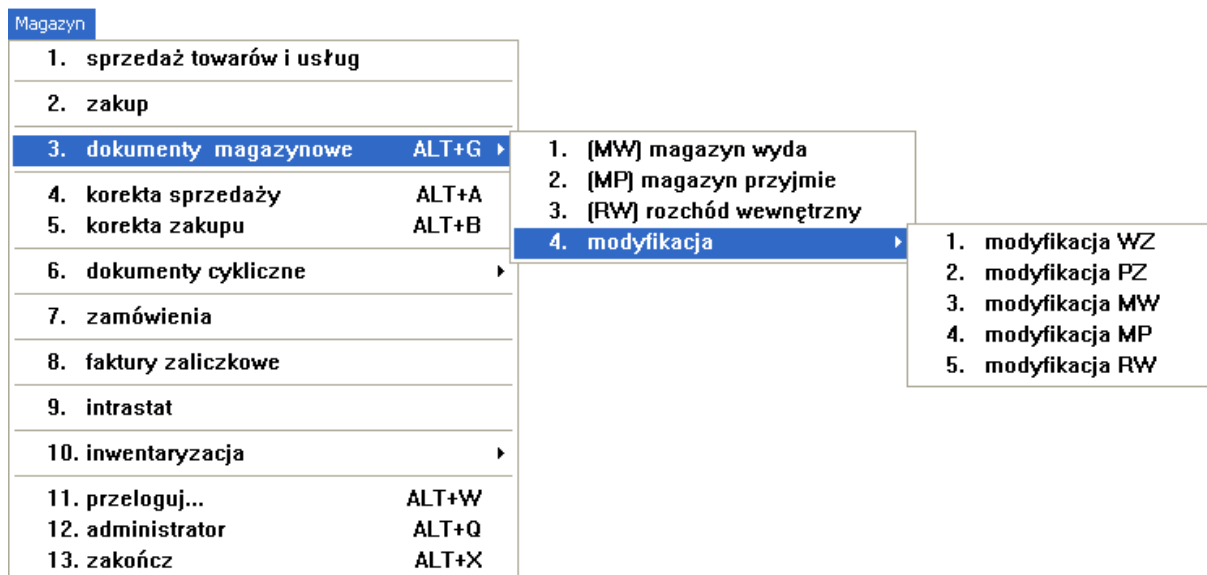 Magazyn
1. sprzedaż towarów i usług
2. zakup
3. dokumenty magazynowe ALT+G
4. korekta sprzedaży ALT+A
5. korekta zakupu ALT+B
6. dokumenty cykliczne
7. zamówienia
8. faktury zaliczkowe
9. intrastat
10. inwentaryzacja
11. przeloguj... ALT+W
12. administrator ALT+Q
13. zakończ ALT+X
1. (MW) magazyn wyda
2. (MP) magazyn przyjmie
3. (RW) rozchód wewnętrzny
4. modyfikacja
1. modyfikacja WZ
2. modyfikacja PZ
3. modyfikacja MW
4. modyfikacja MP
5. modyfikacja RW